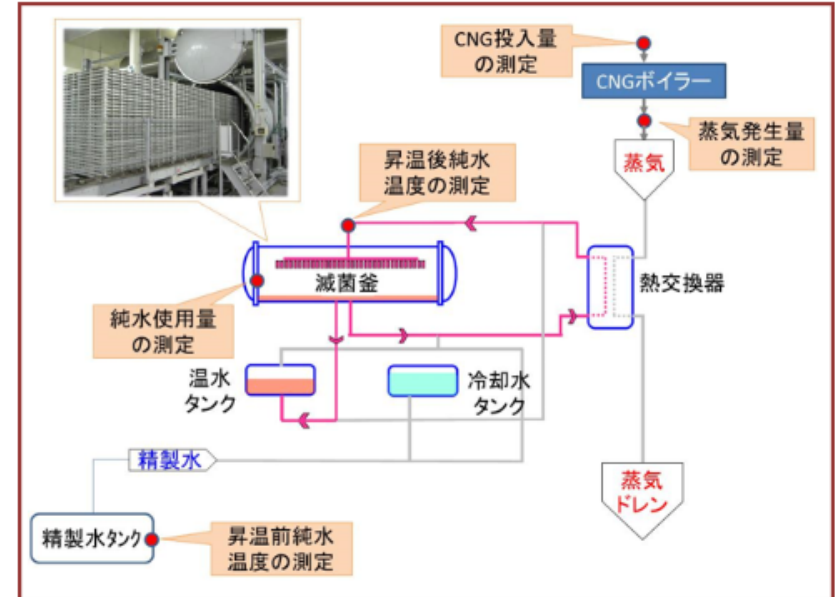 CNG投入量
の測定
CNGボイラー
蒸気発生量
の測定
蒸気
昇温後純水
温度の測定
滅菌釜
熱交換器
純水使用量
の測定
温水
タンク
冷却水
タンク
精製水
蒸気
ドレン
精製水タンク
昇温前純水
温度の測定